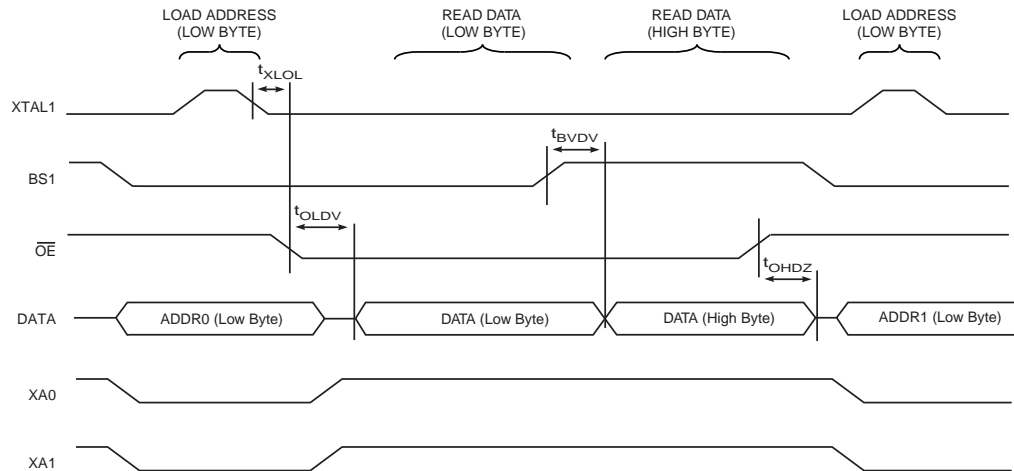 LOAD ADDRESS
(LOW BYTE)
READ DATA
(LOW BYTE)
READ DATA
(HIGH BYTE)
LOAD ADDRESS
(LOW BYTE)
tXLOL
XTAL1
tBVDV
BS1
tOLDV
OE
tOHDZ
DATA
ADDR0 (Low Byte)
DATA (Low Byte)
DATA (High Byte)
ADDR1 (Low Byte)
XA0
XA1